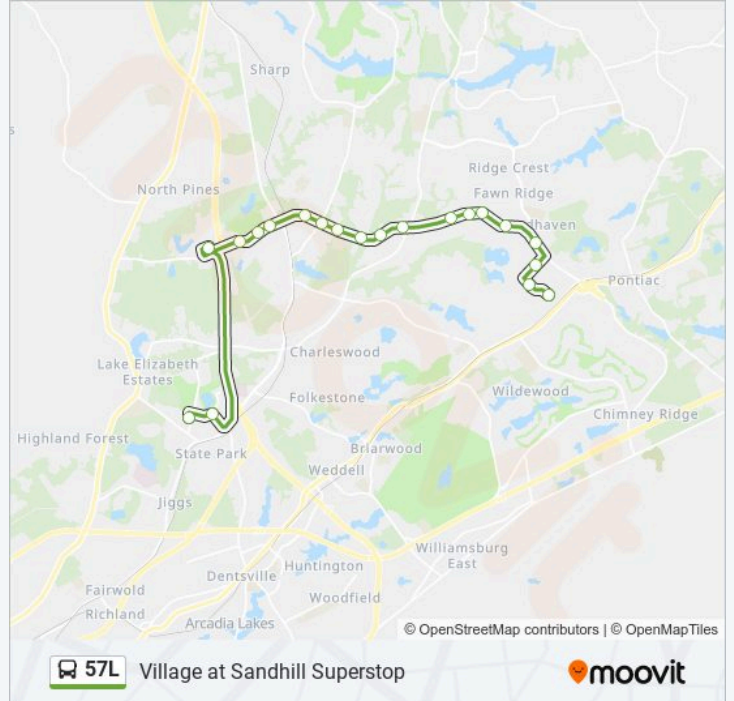 Sharp
Ridge Crest
Fawn Ridge
North Pines
dhaven
Pontiac
Charleswood
Lake Elizabeth
Estates
Folkestone
Wildewood
Chimney Ridge
Highland Forest
State Park
Briarwood
Weddell
Jiggs
Williamsburg
East
Huntington
Dentsville
Fairwold
Woodfield
Richland
Arcadia Lakes
© OpenStreetMap contributors | © OpenMapTiles
57L Village at Sandhill Superstop
moovit